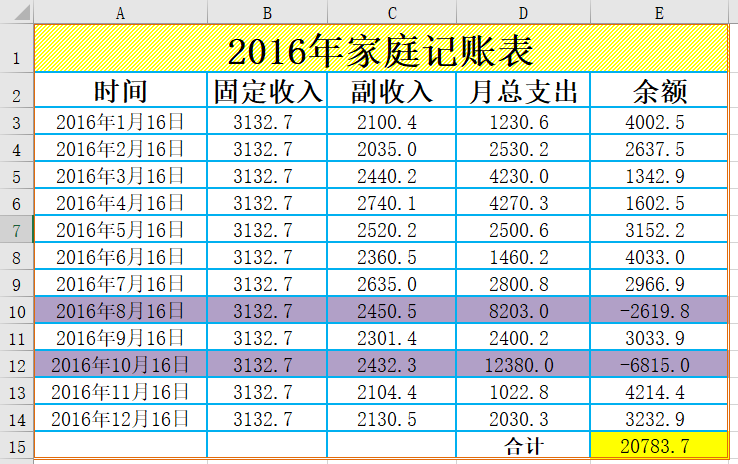 A B C D E
1 2016年家庭记账表
2 时间 固定收入 副收入 月总支出 余额
3 2016年1月16日 3132.7 2100.4 1230.6 4002.5
4 2016年2月16日 3132.7 2035.0 2530.2 2637.5
5 2016年3月16日 3132.7 2440.2 4230.0 1342.9
6 2016年4月16日 3132.7 2740.1 4270.3 1602.5
7 2016年5月16日 3132.7 2520.2 2500.6 3152.2
8 2016年6月16日 3132.7 2360.5 1460.2 4033.0
9 2016年7月16日 3132.7 2635.0 2800.8 2966.9
10 2016年8月16日 3132.7 2450.5 8203.0 -2619.8
11 2016年9月16日 3132.7 2301.4 2400.2 3033.9
12 2016年10月16日 3132.7 2432.3 12380.0 -6815.0
13 2016年11月16日 3132.7 2104.4 1022.8 4214.4
14 2016年12月16日 3132.7 2130.5 2030.3 3232.9
15 合计 20783.7